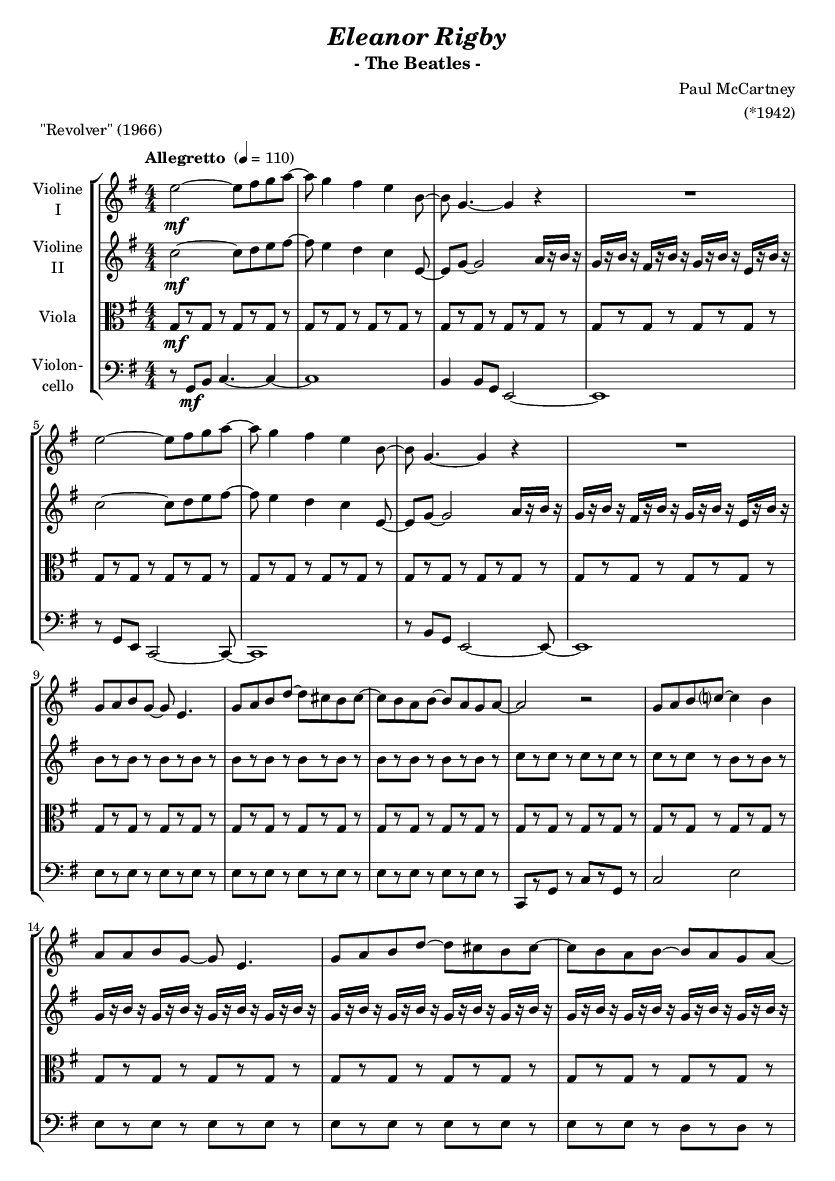 Eleanor Rigby
- The Beatles -
Paul McCartney
(*1942)
"Revolver" (1966)
Allegretto (♩ = 110)
Violine
I
mf
Violine
II
mf
Viola
mf
Violon-
cello
mf
5
9
14